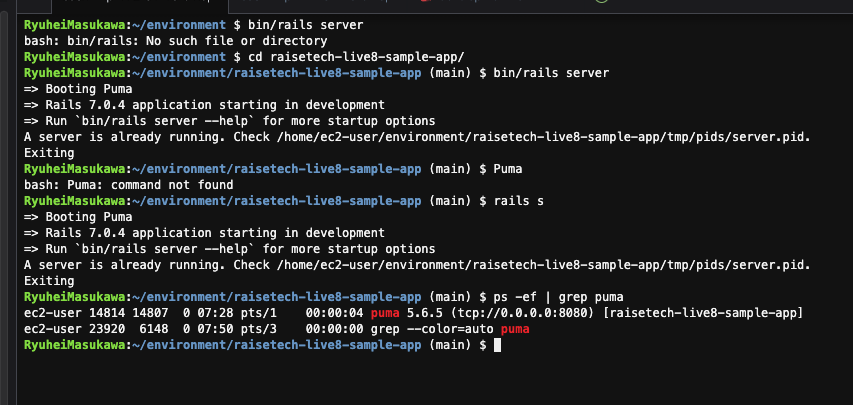 RyuheiMasukawa:~/environment $ bin/rails server
bash: bin/rails: No such file or directory
RyuheiMasukawa:~/environment $ cd raisetech-live8-sample-app/
RyuheiMasukawa:~/environment/raisetech-live8-sample-app (main) $ bin/rails server
=> Booting Puma
=> Rails 7.0.4 application starting in development
=> Run `bin/rails server --help` for more startup options
A server is already running. Check /home/ec2-user/environment/raisetech-live8-sample-app/tmp/pids/server.pid.
Exiting
RyuheiMasukawa:~/environment/raisetech-live8-sample-app (main) $ Puma
bash: Puma: command not found
RyuheiMasukawa:~/environment/raisetech-live8-sample-app (main) $ rails s
=> Booting Puma
=> Rails 7.0.4 application starting in development
=> Run `bin/rails server --help` for more startup options
A server is already running. Check /home/ec2-user/environment/raisetech-live8-sample-app/tmp/pids/server.pid.
Exiting
RyuheiMasukawa:~/environment/raisetech-live8-sample-app (main) $ ps -ef | grep puma
ec2-user 14814 14807  0 07:28 pts/1    00:00:04 puma 5.6.5 (tcp://0.0.0.0:8080) [raisetech-live8-sample-app]
ec2-user 23920  6148  0 07:50 pts/3    00:00:00 grep --color=auto puma
RyuheiMasukawa:~/environment/raisetech-live8-sample-app (main) $